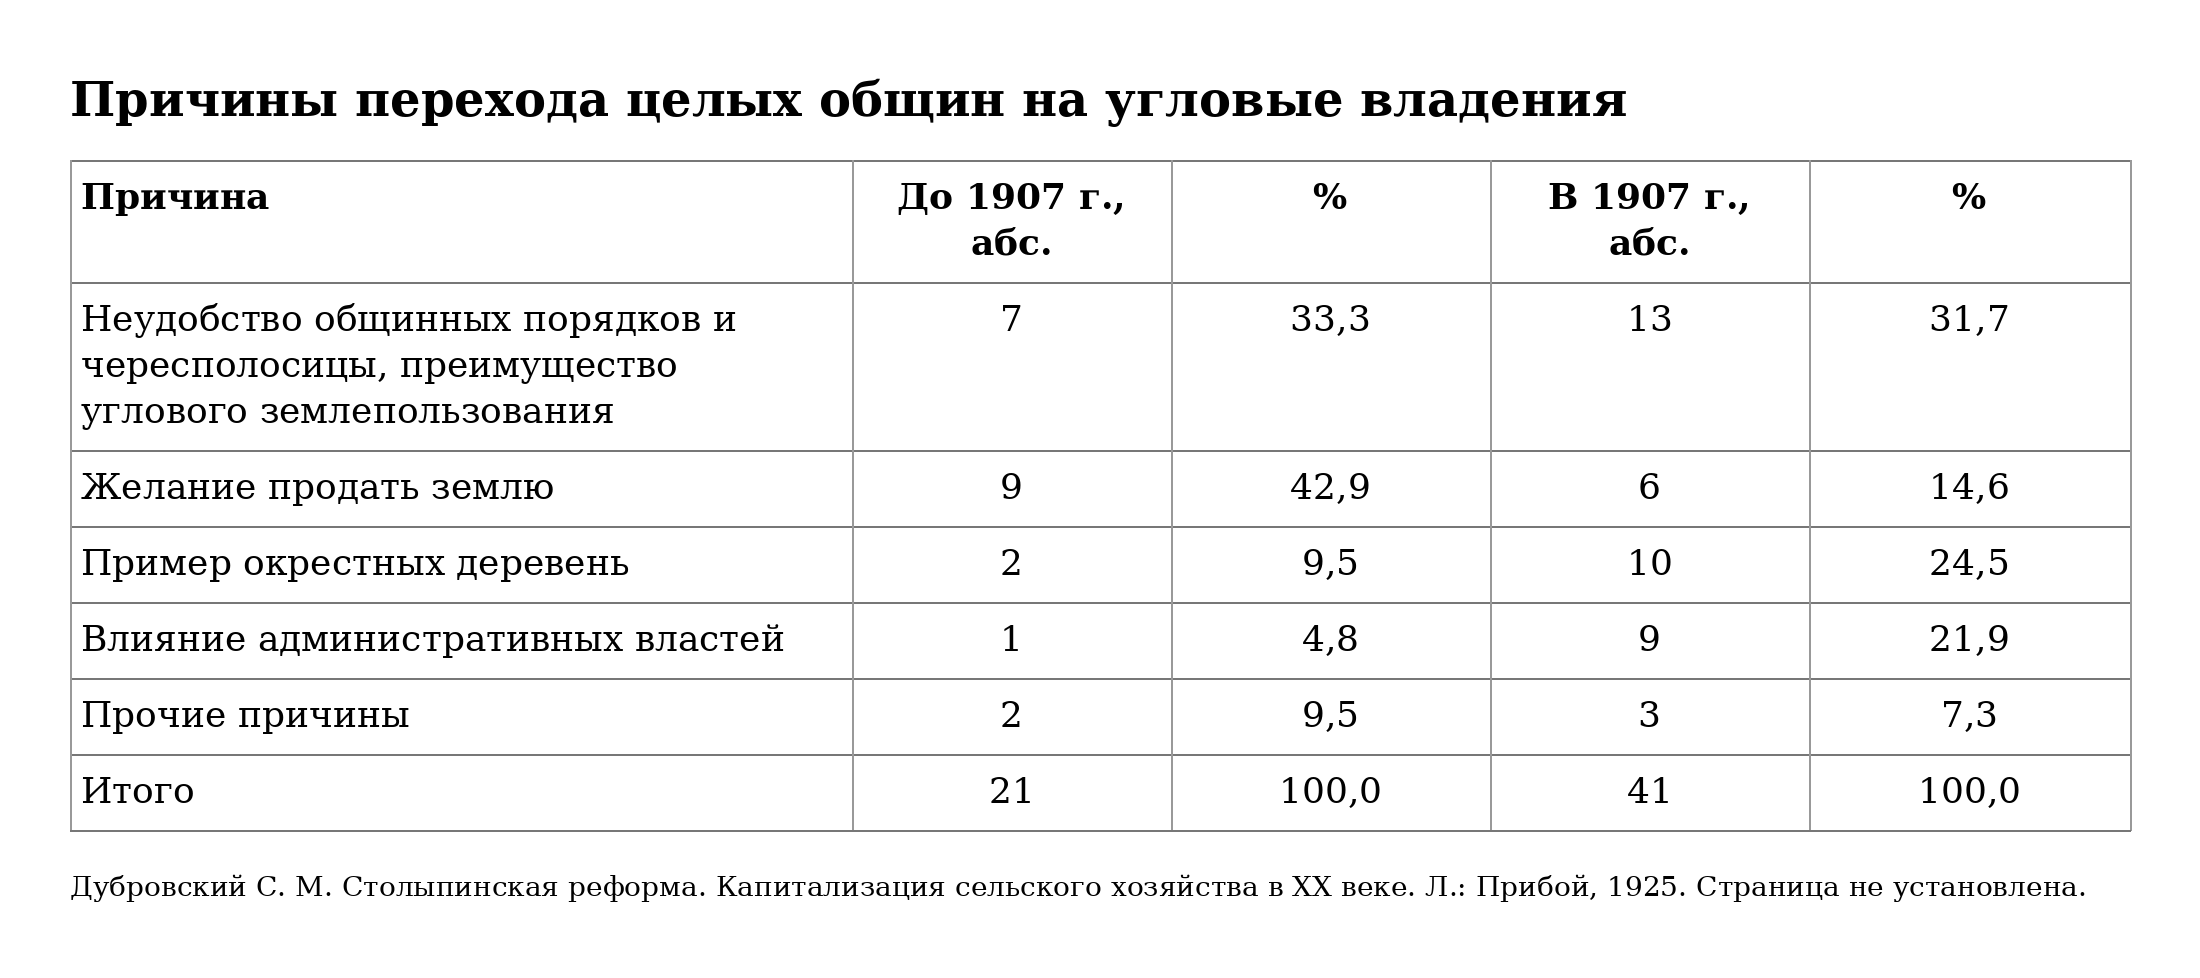 Причины перехода целых общин на угловые владения
Причина До 1907 г., % В 1907 г., %
абс. абс.
Неудобство общинных порядков и 7 33,3 13 31,7
чересполосицы, преимущество
углового землепользования
Желание продать землю 9 42,9 6 14,6
Пример окрестных деревень 2 9,5 10 24,5
Влияние административных властей 1 4,8 9 21,9
Прочие причины 2 9,5 3 7,3
Итого 21 100,0 41 100,0
Дубровский С. М. Столыпинская реформа. Капитализация сельского хозяйства в XX веке. Л.: Прибой, 1925. Страница не установлена.